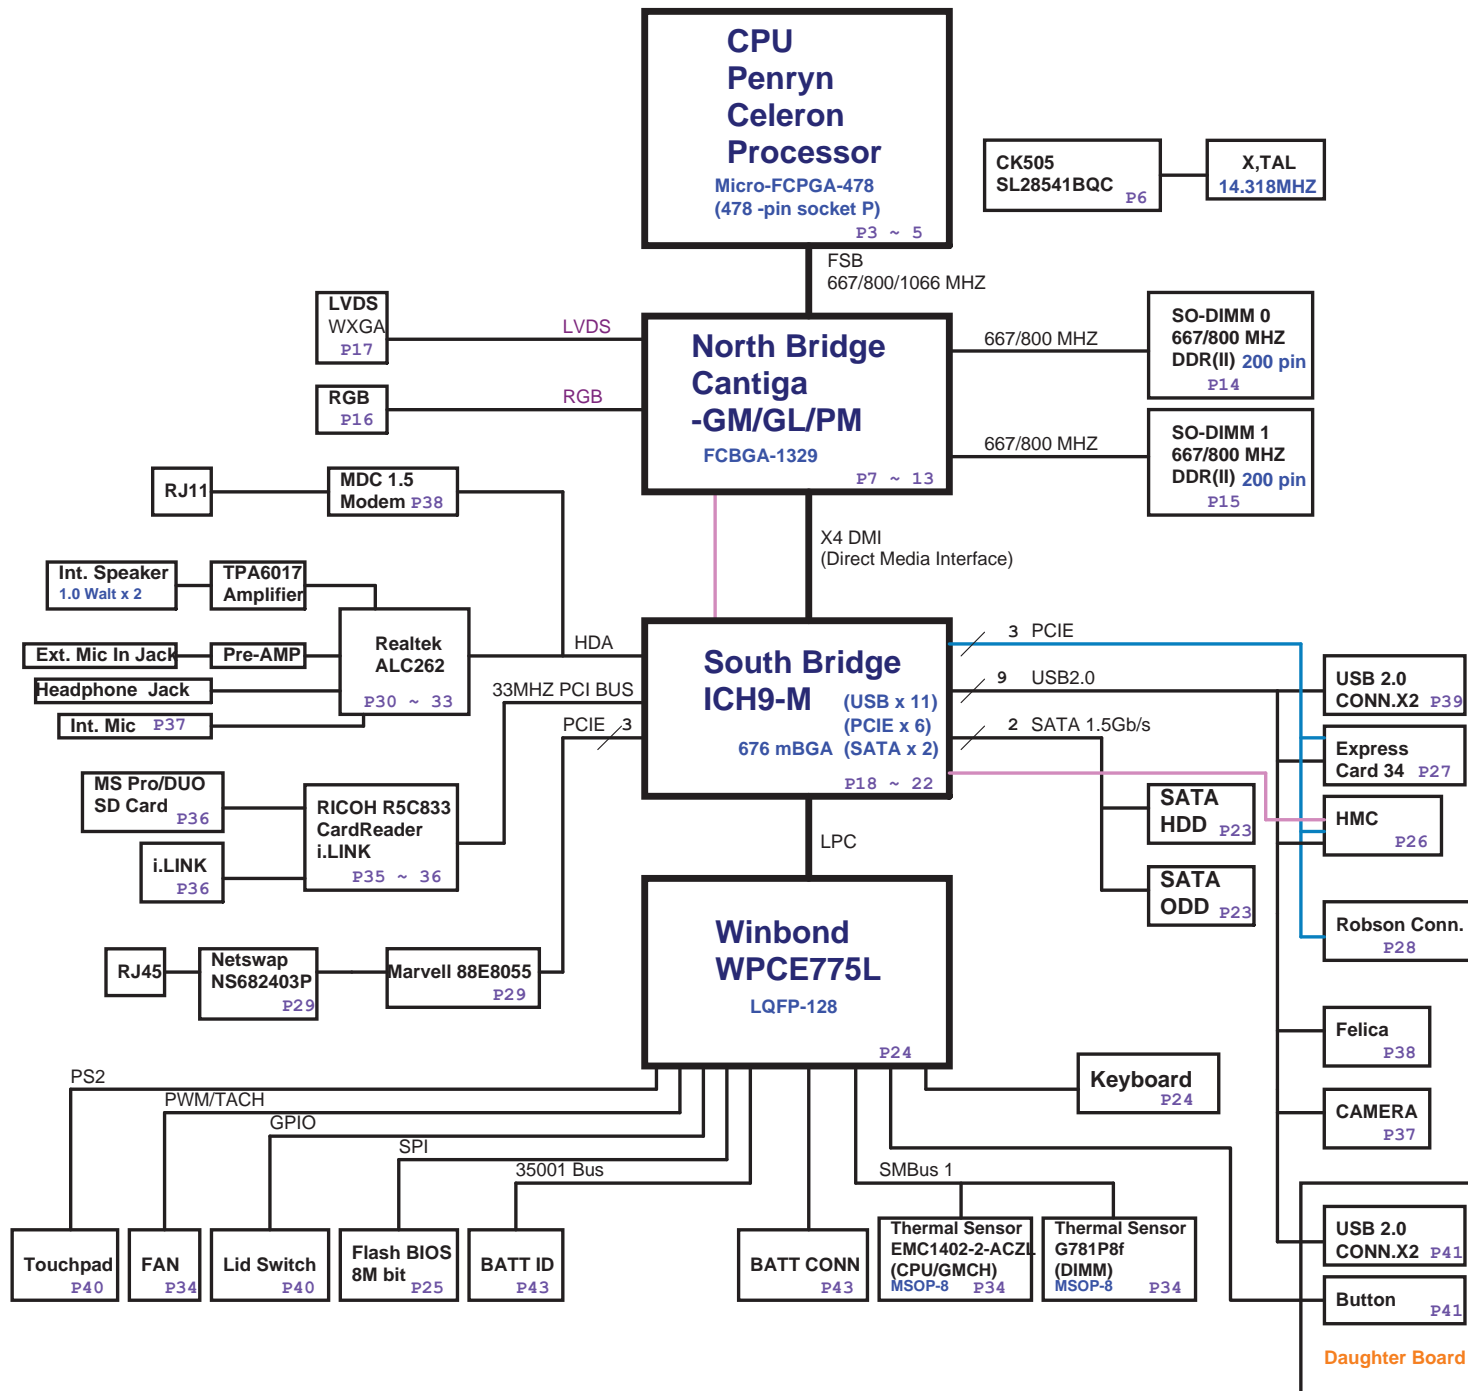 CPU
Penryn
Celeron
Processor
Micro-FCPGA-478
(478 -pin socket P)
P3 ~ 5
CK505
SL28541BQC
P6
X,TAL
14.318MHZ
FSB
667/800/1066 MHZ
LVDS
WXGA
P17
LVDS
RGB
P16
RGB
North Bridge
Cantiga
-GM/GL/PM
FCBGA-1329
P7 ~ 13
667/800 MHZ
SO-DIMM 0
667/800 MHZ
DDR(II) 200 pin
P14
667/800 MHZ
SO-DIMM 1
667/800 MHZ
DDR(II) 200 pin
P15
RJ11
MDC 1.5
Modem P38
X4 DMI
(Direct Media Interface)
Int. Speaker
1.0 Walt x 2
TPA6017
Amplifier
Ext. Mic In Jack
Pre-AMP
Headphone Jack
Int. Mic P37
Realtek
ALC262
P30 ~ 33
HDA
33MHZ PCI BUS
PCIE 3
South Bridge
ICH9-M (USB x 11)
(PCIE x 6)
676 mBGA (SATA x 2)
P18 ~ 22
3 PCIE
9 USB2.0
2 SATA 1.5Gb/s
USB 2.0
CONN.X2 P39
Express
Card 34 P27
HMC
P26
SATA
HDD P23
SATA
ODD P23
Robson Conn.
P28
MS Pro/DUO
SD Card
P36
i.LINK
P36
RICOH R5C833
CardReader
i.LINK
P35 ~ 36
LPC
RJ45
Netswap
NS682403P
P29
Marvell 88E8055
P29
Winbond
WPCE775L
LQFP-128
P24
Felica
P38
Keyboard
P24
CAMERA
P37
PS2
PWM/TACH
GPIO
SPI
35001 Bus
SMBus 1
Touchpad
P40
FAN
P34
Lid Switch
P40
Flash BIOS
8M bit
P25
BATT ID
P43
BATT CONN
P43
Thermal Sensor
EMC1402-2-ACZL
(CPU/GMCH)
MSOP-8 P34
Thermal Sensor
G781P8f
(DIMM)
MSOP-8 P34
USB 2.0
CONN.X2 P41
Button
P41
Daughter Board